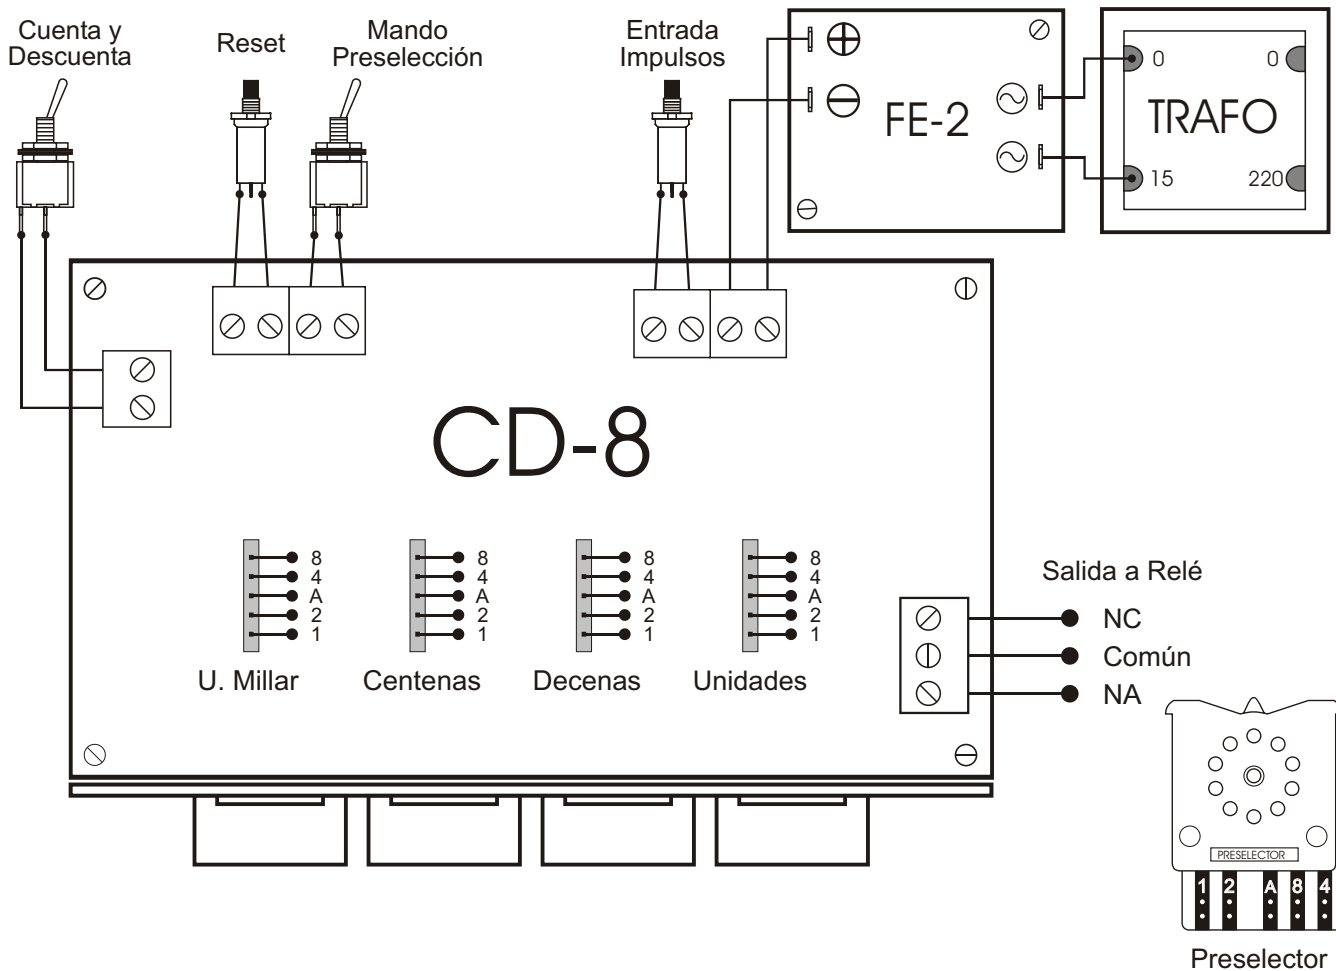 Cuenta y
Descuenta
Reset
Mando
Preselección
Entrada
Impulsos
FE-2
0
0
TRAFO
15
220
CD-8
8
4
A
2
1
U. Millar
8
4
A
2
1
Centenas
8
4
A
2
1
Decenas
8
4
A
2
1
Unidades
Salida a Relé
NC
Común
NA
PRESELECTOR
1 2 A 8 4
Preselector